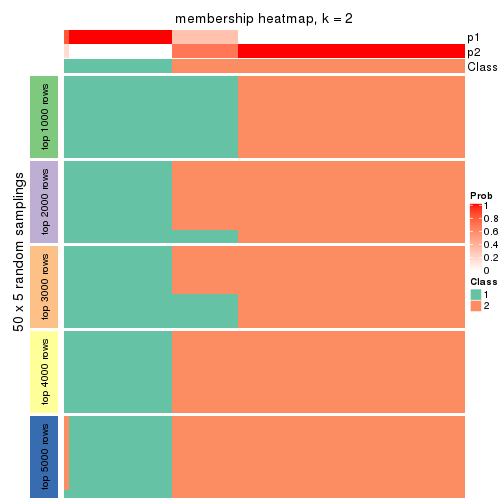 membership heatmap, k = 2
p1
p2
Class
50 x 5 random samplings
top 1000 rows
top 2000 rows
top 3000 rows
top 4000 rows
top 5000 rows
Prob
1
0.8
0.6
0.4
0.2
0
Class
1
2